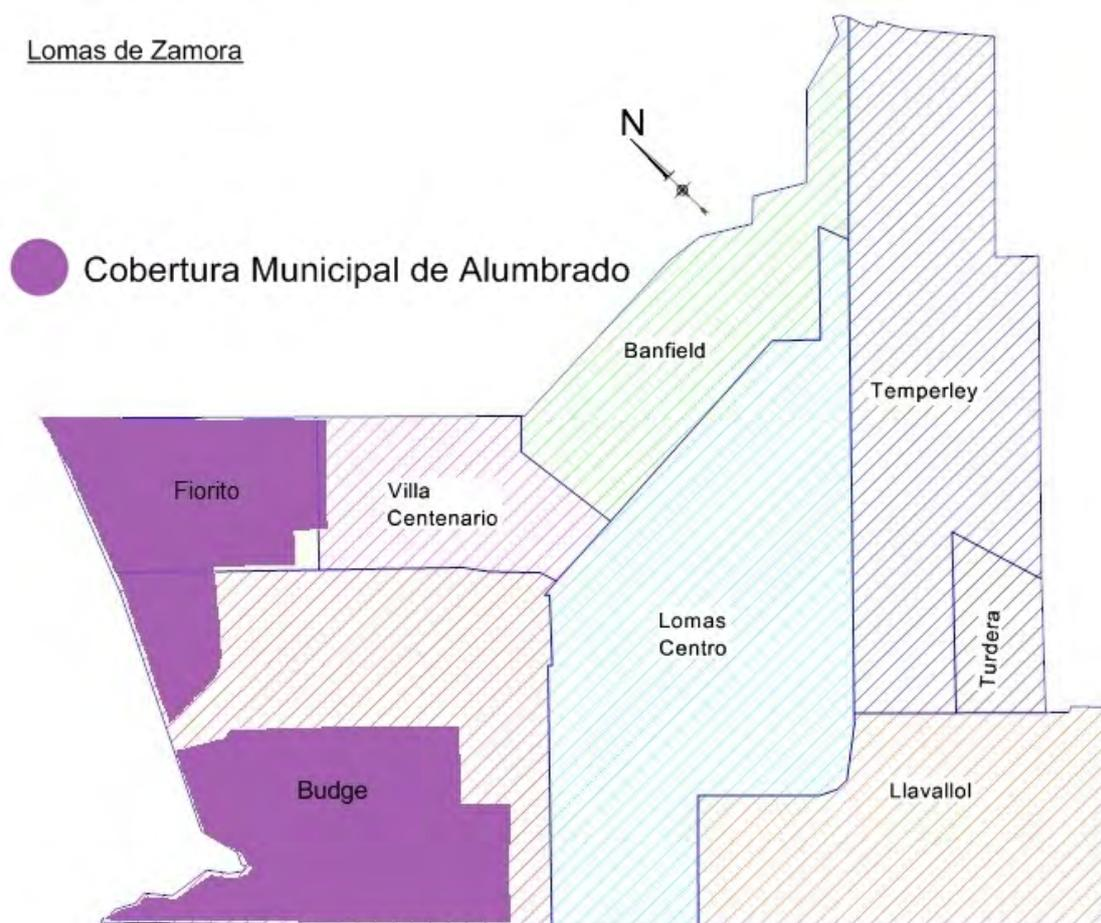 Lomas de Zamora
N
Cobertura Municipal de Alumbrado
Banfield
Temperley
Fiorito
Villa
Centenario
Lomas
Centro
Turdera
Budge
Llavallol